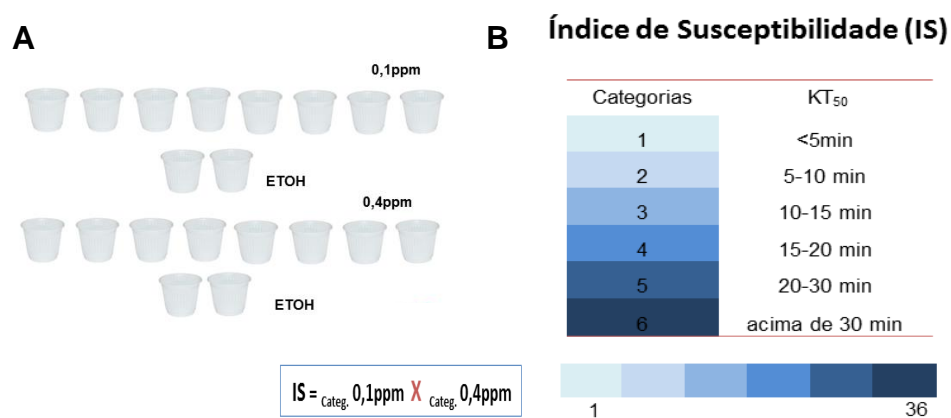 A
0,1ppm
ETOH
0,4ppm
ETOH
IS = Categ. 0,1ppm X Categ. 0,4ppm
B
Índice de Susceptibilidade (IS)
Categorias KT₅₀
1 <5min
2 5-10 min
3 10-15 min
4 15-20 min
5 20-30 min
6 acima de 30 min
1 36